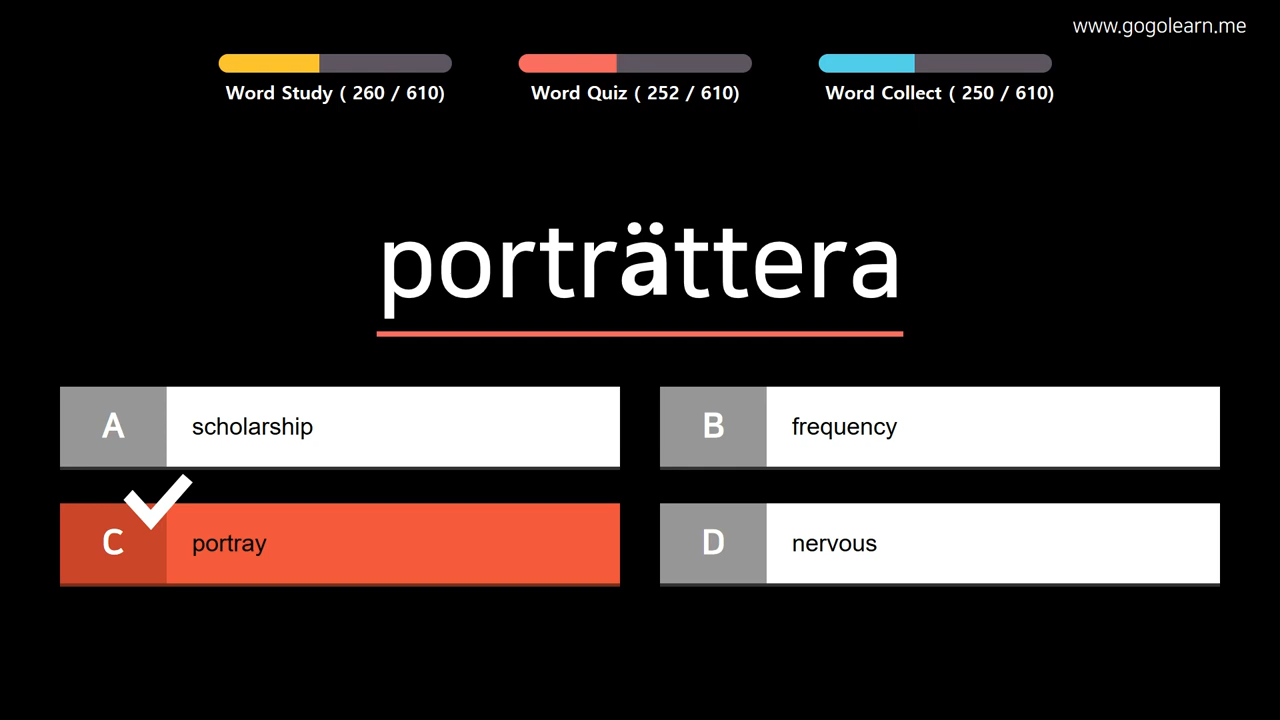 www.gogolearn.me
Word Study ( 260 / 610)
Word Quiz ( 252 / 610)
Word Collect ( 250 / 610)
porträttera
A scholarship
B frequency
C portray
D nervous